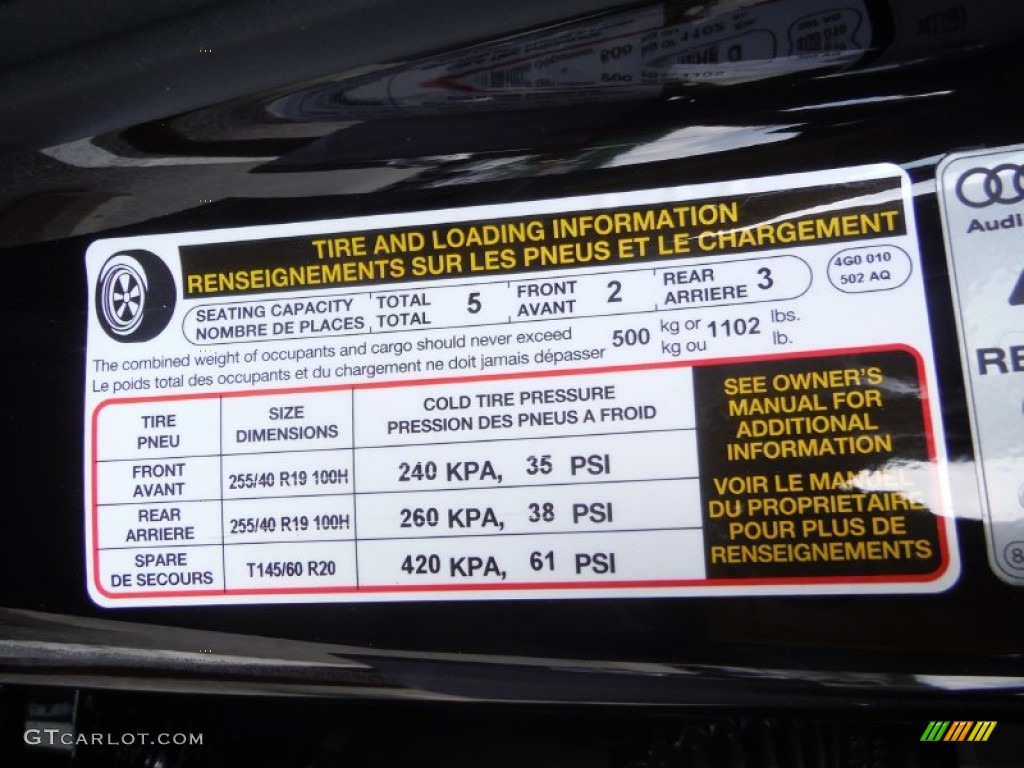 TIRE AND LOADING INFORMATION
RENSEIGNEMENTS SUR LES PNEUS ET LE CHARGEMENT
SEATING CAPACITY TOTAL 5 FRONT 2 REAR 3
NOMBRE DE PLACES TOTAL AVANT ARRIERE
4G0 010
502 AQ
The combined weight of occupants and cargo should never exceed 500 kg or 1102 lbs.
Le poids total des occupants et du chargement ne doit jamais dépasser kg ou lb.
TIRE
PNEU
SIZE
DIMENSIONS
COLD TIRE PRESSURE
PRESSION DES PNEUS A FROID
FRONT
AVANT
255/40 R19 100H
240 KPA, 35 PSI
REAR
ARRIERE
255/40 R19 100H
260 KPA, 38 PSI
SPARE
DE SECOURS
T145/60 R20
420 KPA, 61 PSI
SEE OWNER'S
MANUAL FOR
ADDITIONAL
INFORMATION
VOIR LE MANUEL
DU PROPRIETAIRE
POUR PLUS DE
RENSEIGNEMENTS
Audi
RE
8
GTCARLOT.COM